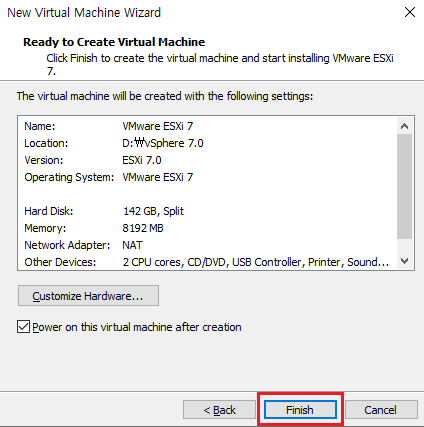 New Virtual Machine Wizard
Ready to Create Virtual Machine
Click Finish to create the virtual machine and start installing VMware ESXi
7.
The virtual machine will be created with the following settings:
Name: VMware ESXi 7
Location: D:₩vSphere 7.0
Version: ESXi 7.0
Operating System: VMware ESXi 7
Hard Disk: 142 GB, Split
Memory: 8192 MB
Network Adapter: NAT
Other Devices: 2 CPU cores, CD/DVD, USB Controller, Printer, Sound...
Customize Hardware...
Power on this virtual machine after creation
< Back Finish Cancel